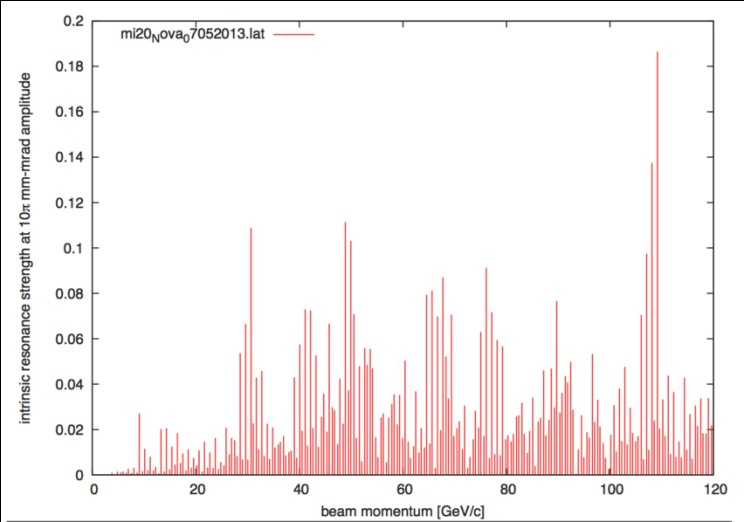 0.2
mi20Nova07052013.lat
0.18
0.16
0.14
0.12
0.1
0.08
0.06
0.04
0.02
0
intrinsic resonance strength at 10π mm-mrad amplitude
0 20 40 60 80 100 120
beam momentum [GeV/c]